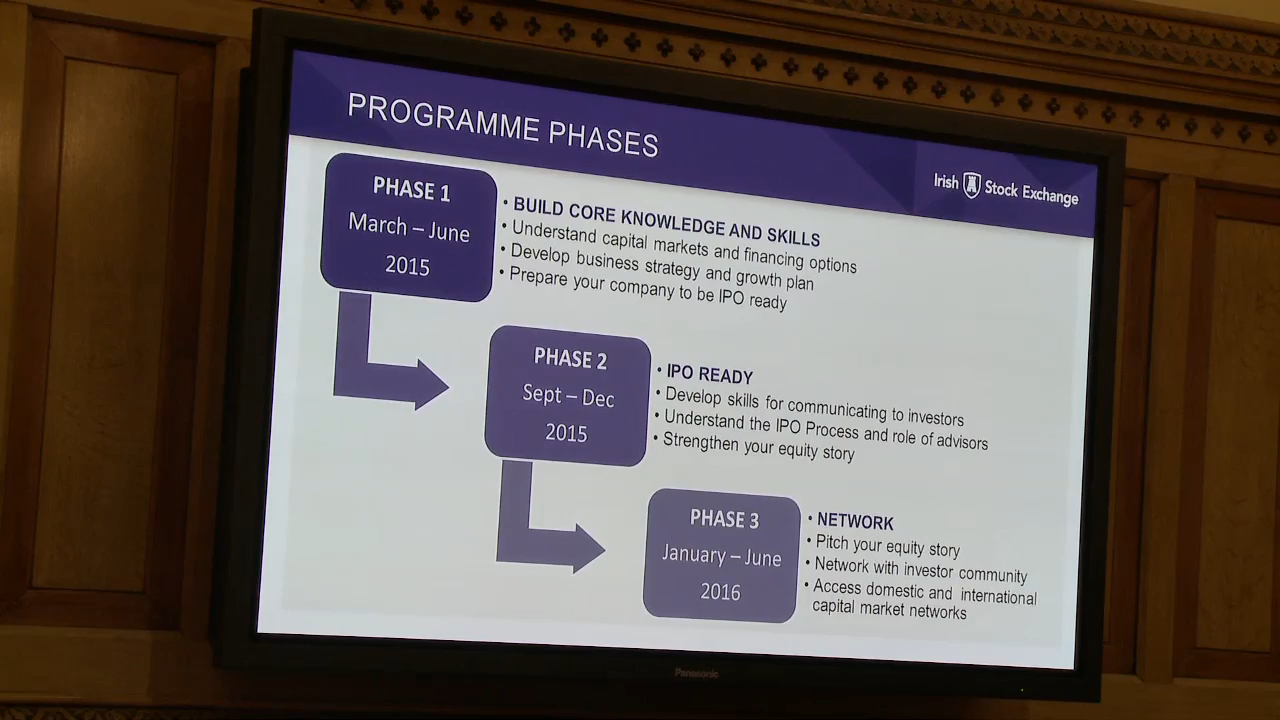 PROGRAMME PHASES
Irish Stock Exchange
PHASE 1
March – June
2015
• BUILD CORE KNOWLEDGE AND SKILLS
• Understand capital markets and financing options
• Develop business strategy and growth plan
• Prepare your company to be IPO ready
PHASE 2
Sept – Dec
2015
• IPO READY
• Develop skills for communicating to investors
• Understand the IPO Process and role of advisors
• Strengthen your equity story
PHASE 3
January – June
2016
• NETWORK
• Pitch your equity story
• Network with investor community
• Access domestic and international
capital market networks
Panasonic